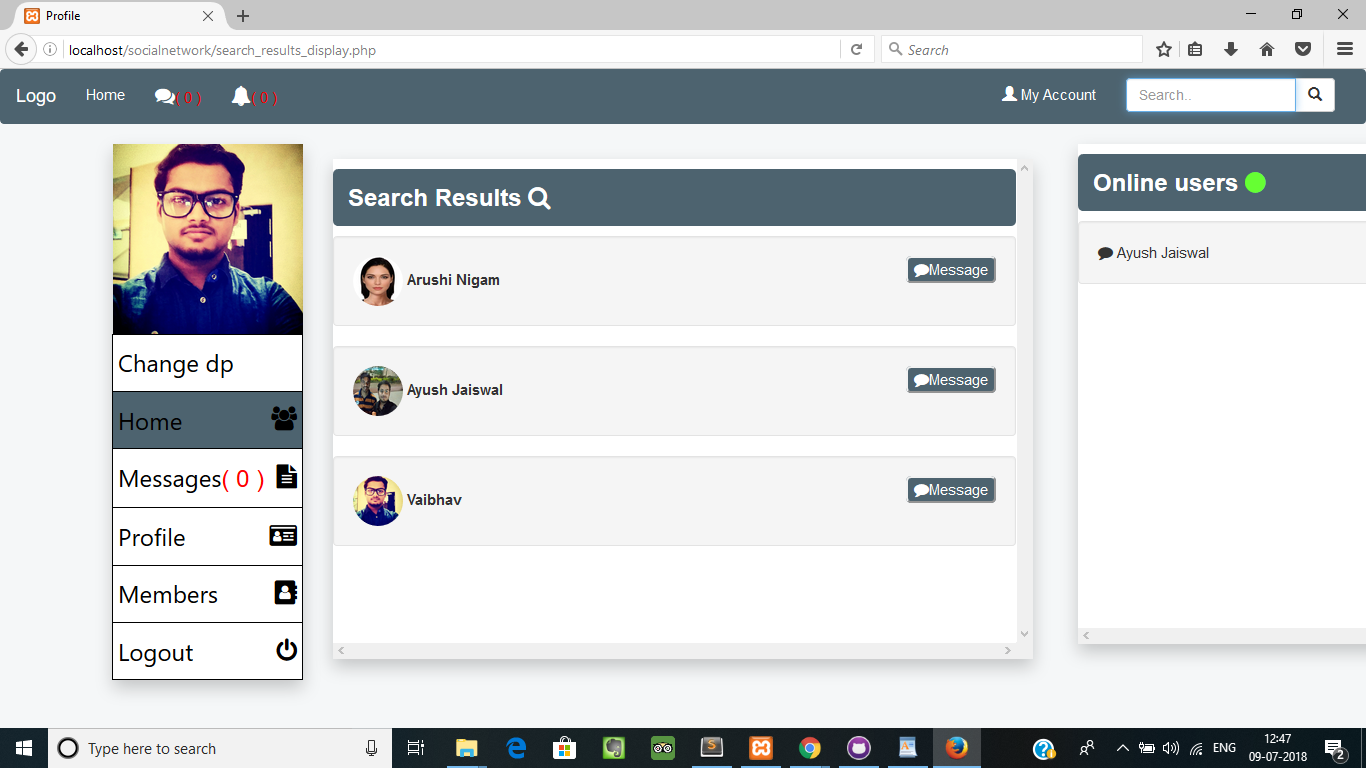 Profile
localhost/socialnetwork/search_results_display.php
Search
Logo Home ( 0 ) ( 0 ) My Account Search..
Change dp
Home
Messages( 0 )
Profile
Members
Logout
Search Results
Arushi Nigam Message
Ayush Jaiswal Message
Vaibhav Message
Online users
Ayush Jaiswal
Type here to search
ENG
12:47
09-07-2018
2